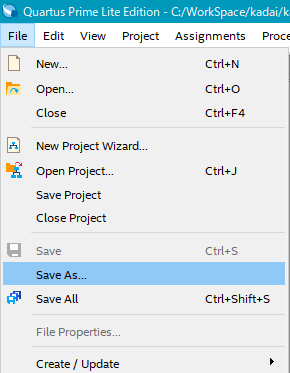 Quartus Prime Lite Edition - C:/WorkSpace/kadai/k
File Edit View Project Assignments Proce
New... Ctrl+N
Open... Ctrl+O
Close Ctrl+F4
New Project Wizard...
Open Project... Ctrl+J
Save Project
Close Project
Save Ctrl+S
Save As...
Save All Ctrl+Shift+S
File Properties...
Create / Update